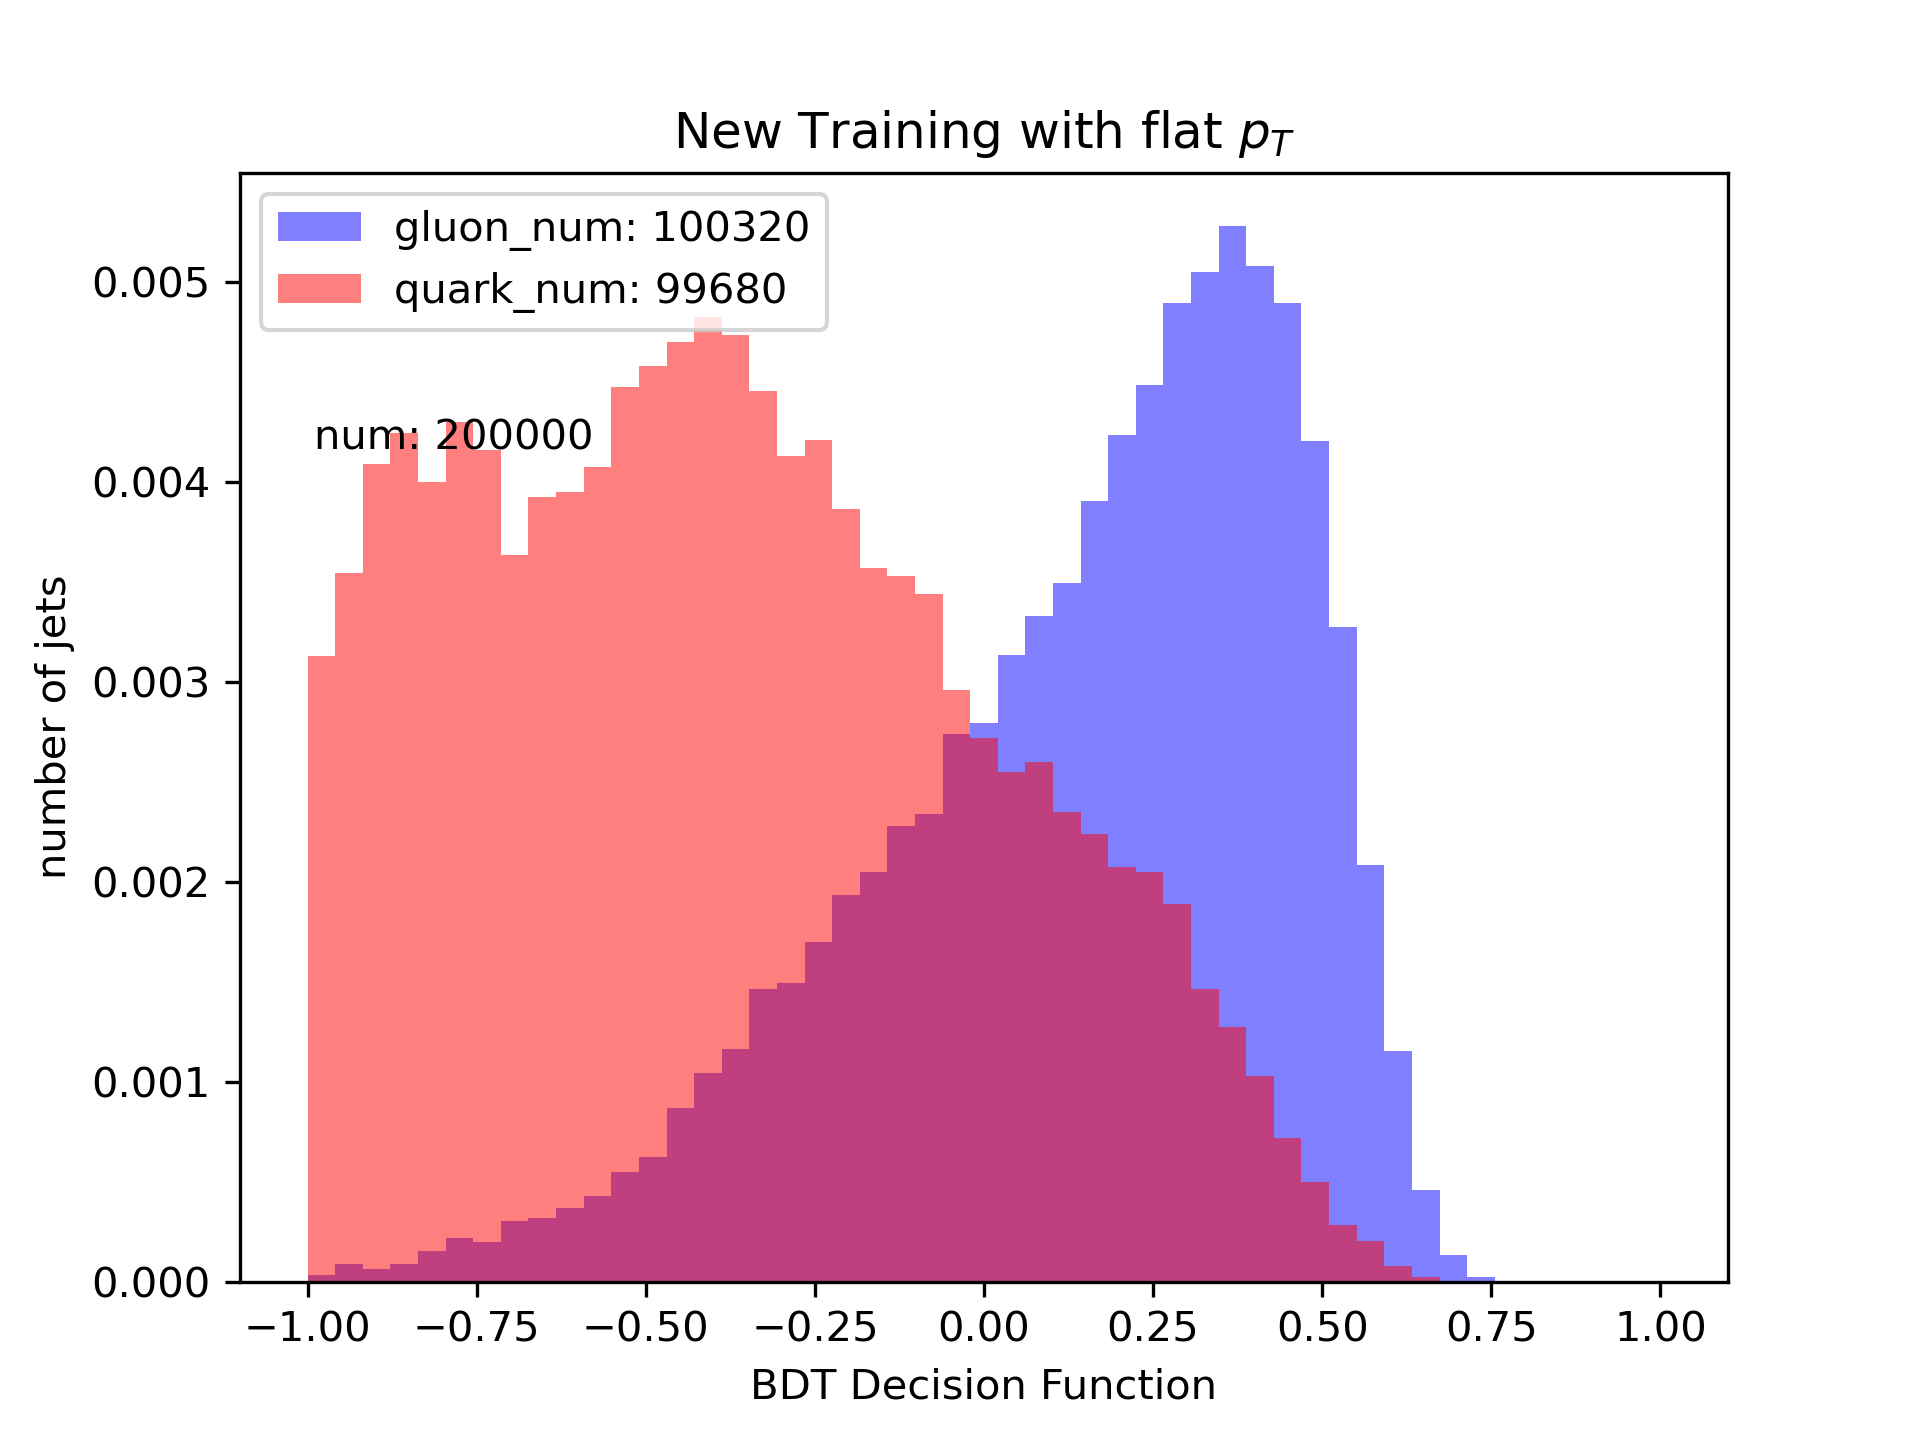 New Training with flat p_T
gluon_num: 100320
quark_num: 99680
num: 200000
number of jets
0.005
0.004
0.003
0.002
0.001
0.000
−1.00 −0.75 −0.50 −0.25 0.00 0.25 0.50 0.75 1.00
BDT Decision Function